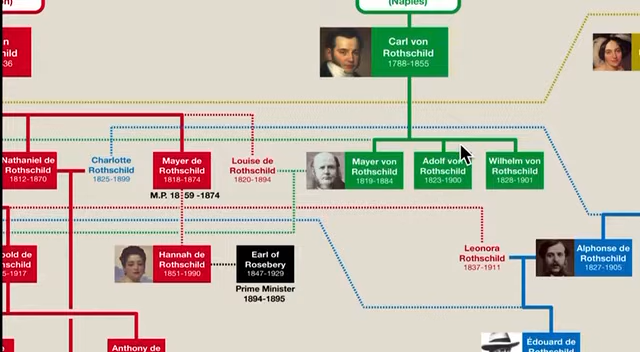 (Naples)
Carl von
Rothschild
1788-1855
Nathaniel de
Rothschild
1812-1870
Charlotte
Rothschild
1825-1899
Mayer de
Rothschild
1818-1874
M.P. 1859 -1874
Louise de
Rothschild
1820-1894
Mayer von
Rothschild
1819-1884
Adolf von
Rothschild
1823-1900
Wilhelm von
Rothschild
1828-1901
Hannah de
Rothschild
1851-1990
Earl of
Rosebery
1847-1929
Prime Minister
1894-1895
Leonora
Rothschild
1837-1911
Alphonse de
Rothschild
1827-1905
Anthony de
Édouard de
Rothschild